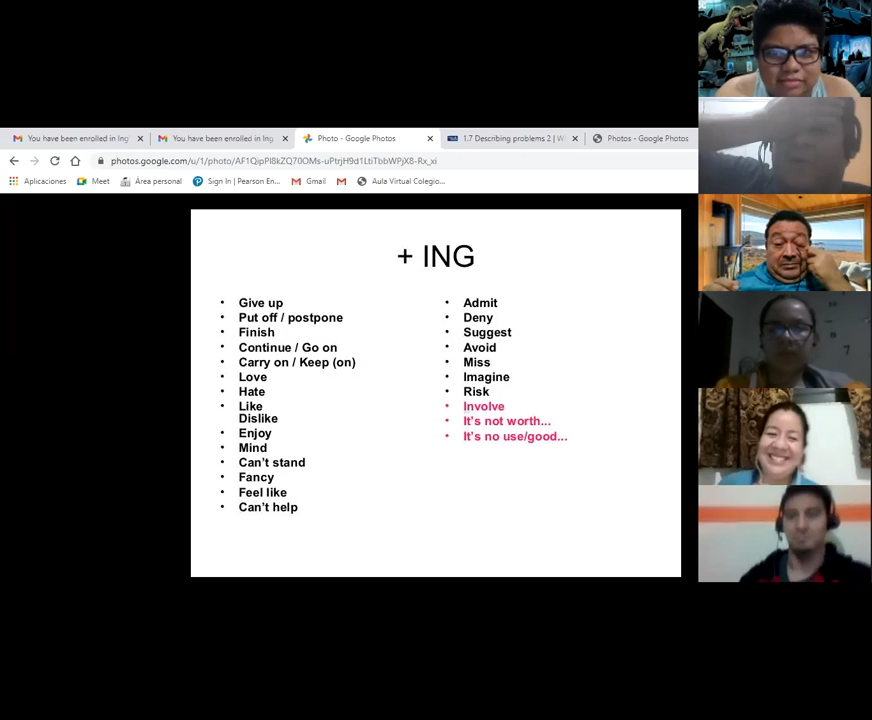 You have been enrolled in Ing
You have been enrolled in Ing
Photo - Google Photos
1.7 Describing problems 2 | W
Photos - Google Photos
photos.google.com/u/1/photo/AF1QipPl8kZQ70OMs-uPtrjH9d1LtiTbbWPjX8-Rx_xi
Aplicaciones
Meet
Área personal
Sign In | Pearson En...
Gmail
Aula Virtual Colegio...
+ ING
• Give up
• Put off / postpone
• Finish
• Continue / Go on
• Carry on / Keep (on)
• Love
• Hate
• Like
Dislike
• Enjoy
• Mind
• Can't stand
• Fancy
• Feel like
• Can't help
• Admit
• Deny
• Suggest
• Avoid
• Miss
• Imagine
• Risk
• Involve
• It's not worth...
• It's no use/good...